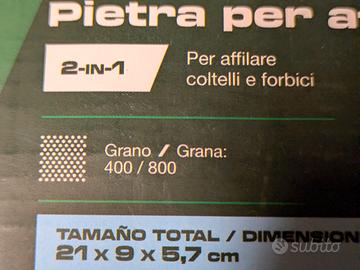 Pietra per a
2-IN-1
Per affilare
coltelli e forbici
Grano / Grana:
400 / 800
TAMAÑO TOTAL / DIMENSION
21 x 9 x 5,7 cm
subito